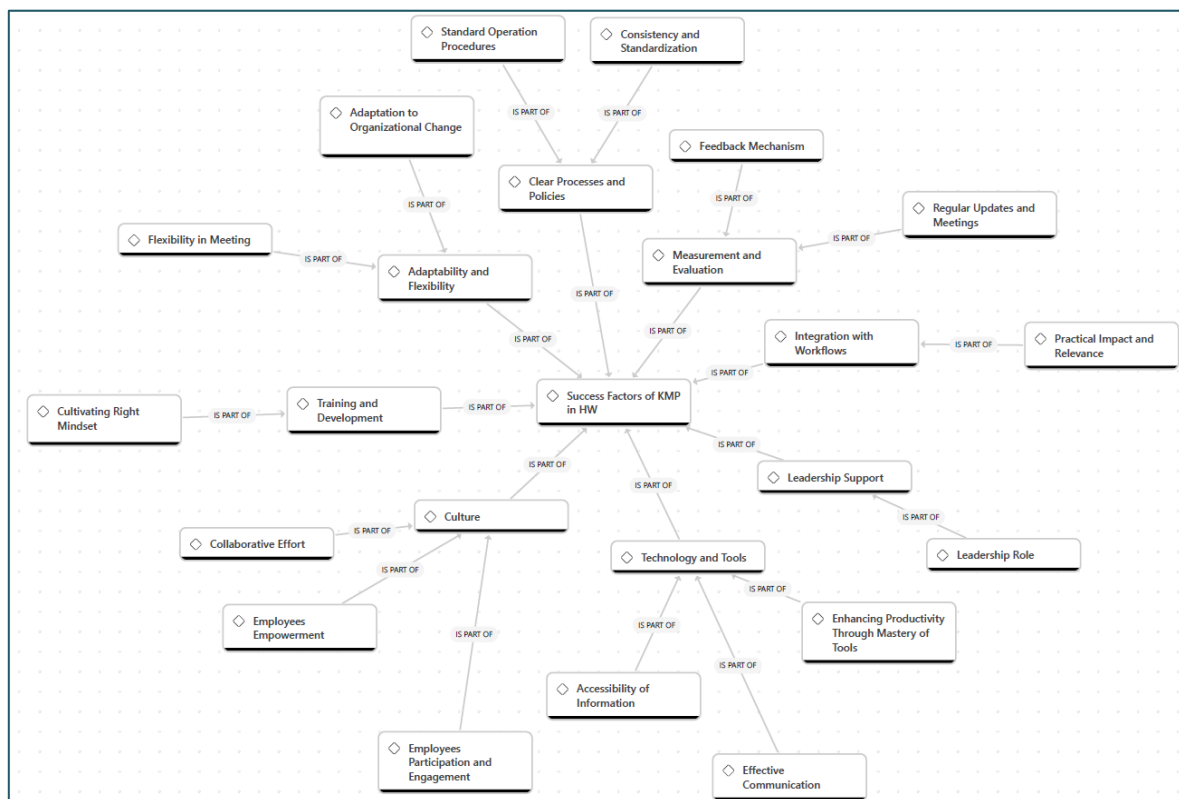 Standard Operation
Procedures
Consistency and
Standardization
IS PART OF
IS PART OF
Adaptation to
Organizational Change
Feedback Mechanism
Clear Processes and
Policies
IS PART OF
IS PART OF
Regular Updates and
Meetings
Flexibility in Meeting
IS PART OF
IS PART OF
Adaptability and
Flexibility
Measurement and
Evaluation
IS PART OF
IS PART OF
IS PART OF
Integration with
Workflows
IS PART OF
Practical Impact and
Relevance
IS PART OF
Success Factors of KMP
in HW
Cultivating Right
Mindset
IS PART OF
Training and
Development
IS PART OF
IS PART OF
IS PART OF
Leadership Support
IS PART OF
Culture
IS PART OF
Collaborative Effort
IS PART OF
Technology and Tools
Leadership Role
IS PART OF
IS PART OF
Employees
Empowerment
IS PART OF
IS PART OF
Enhancing Productivity
Through Mastery of
Tools
IS PART OF
Accessibility of
Information
Employees
Participation and
Engagement
Effective
Communication